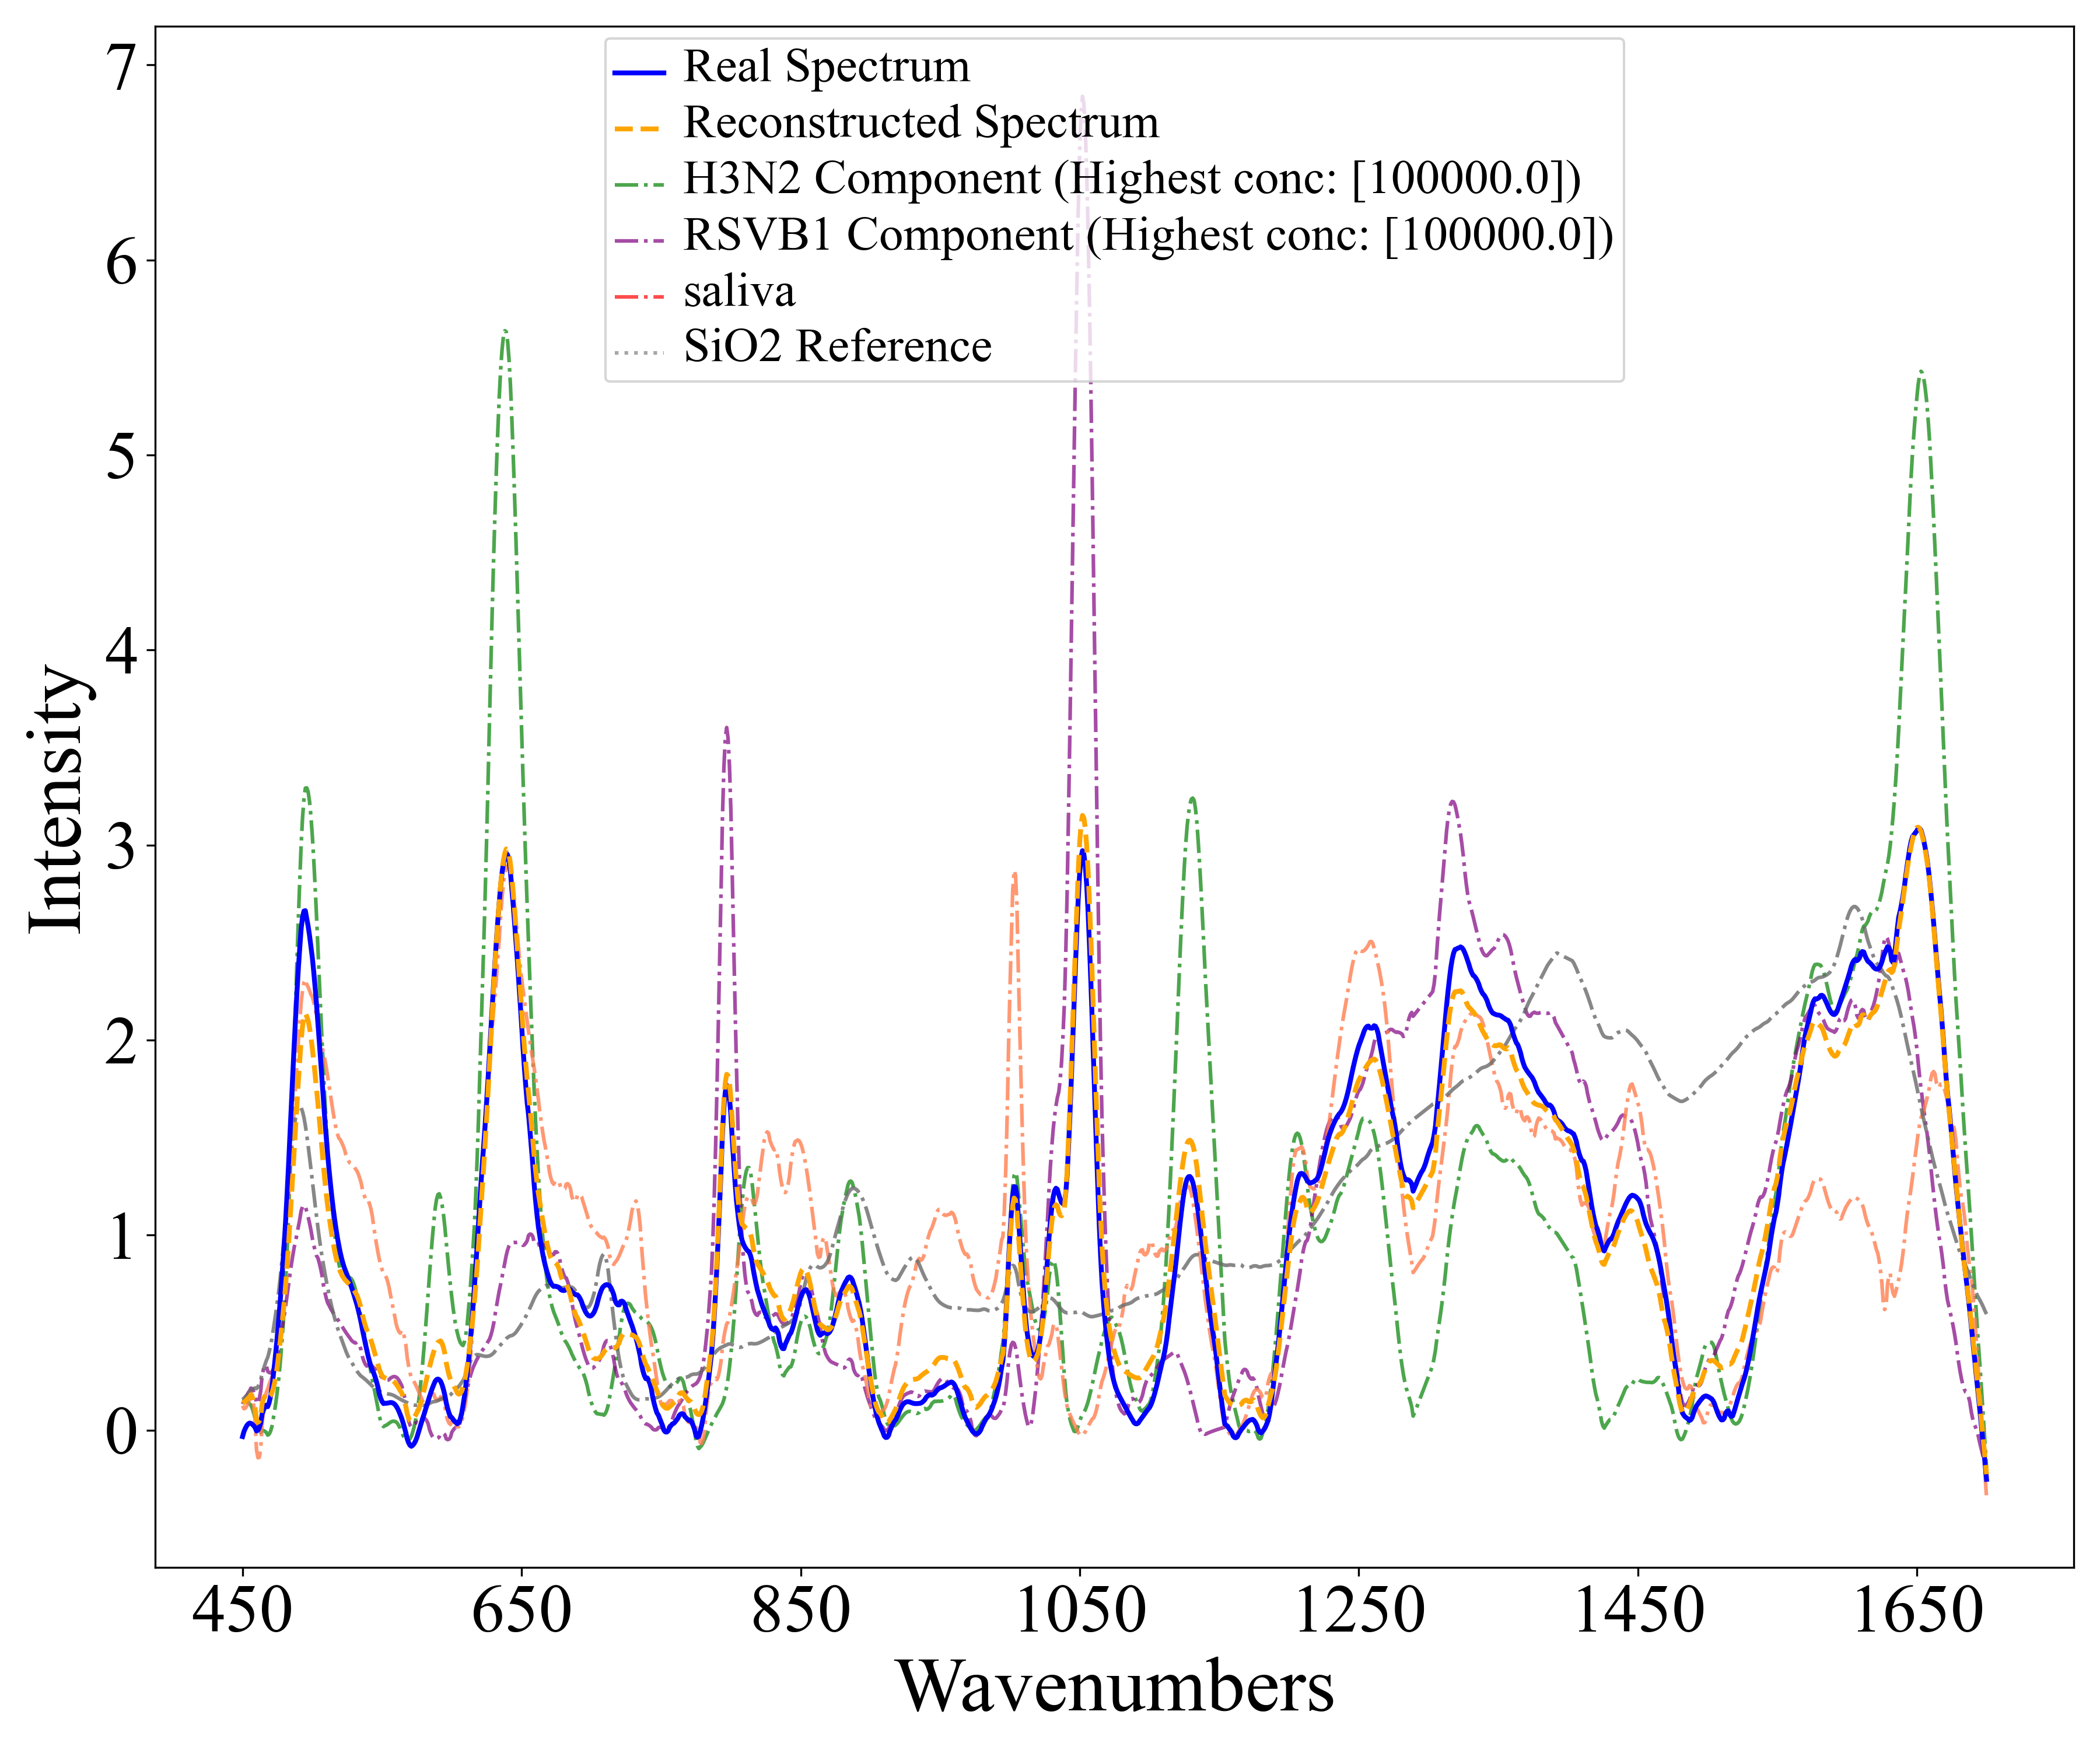 Real Spectrum
Reconstructed Spectrum
H3N2 Component (Highest conc: [100000.0])
RSVB1 Component (Highest conc: [100000.0])
saliva
SiO2 Reference
Intensity
7
6
5
4
3
2
1
0
450 650 850 1050 1250 1450 1650
Wavenumbers